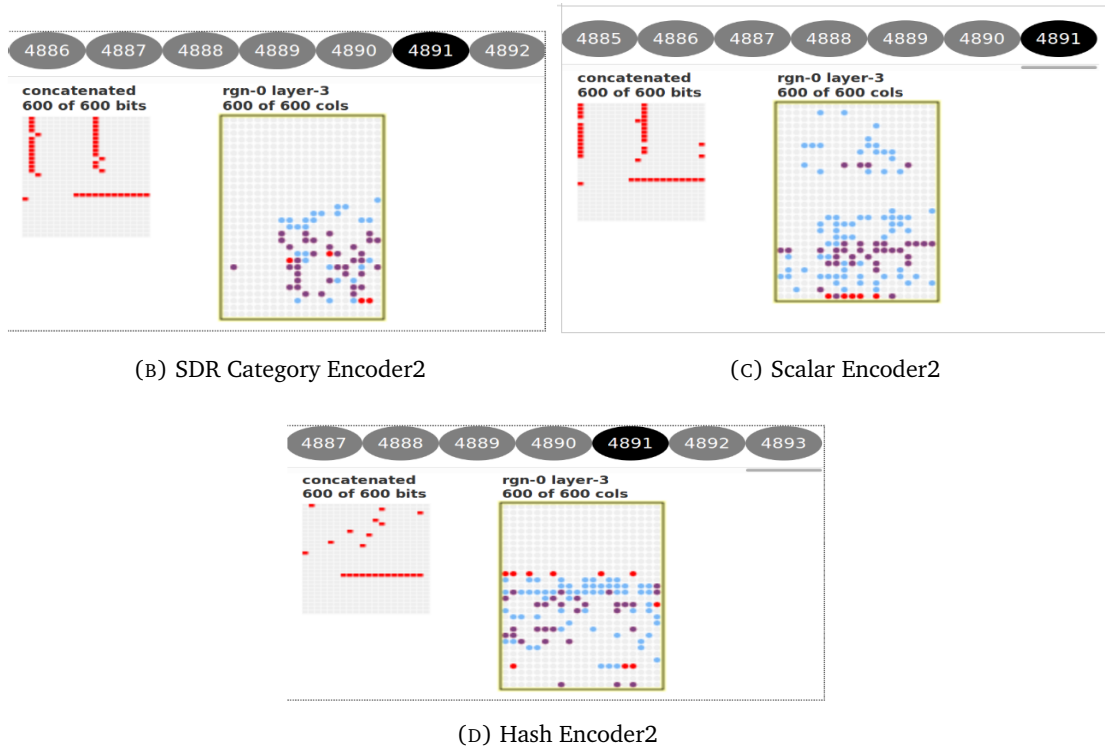 4886 4887 4888 4889 4890 4891 4892
concatenated
600 of 600 bits
rgn-0 layer-3
600 of 600 cols
(B) SDR Category Encoder2
4885 4886 4887 4888 4889 4890 4891
concatenated
600 of 600 bits
rgn-0 layer-3
600 of 600 cols
(C) Scalar Encoder2
4887 4888 4889 4890 4891 4892 4893
concatenated
600 of 600 bits
rgn-0 layer-3
600 of 600 cols
(D) Hash Encoder2